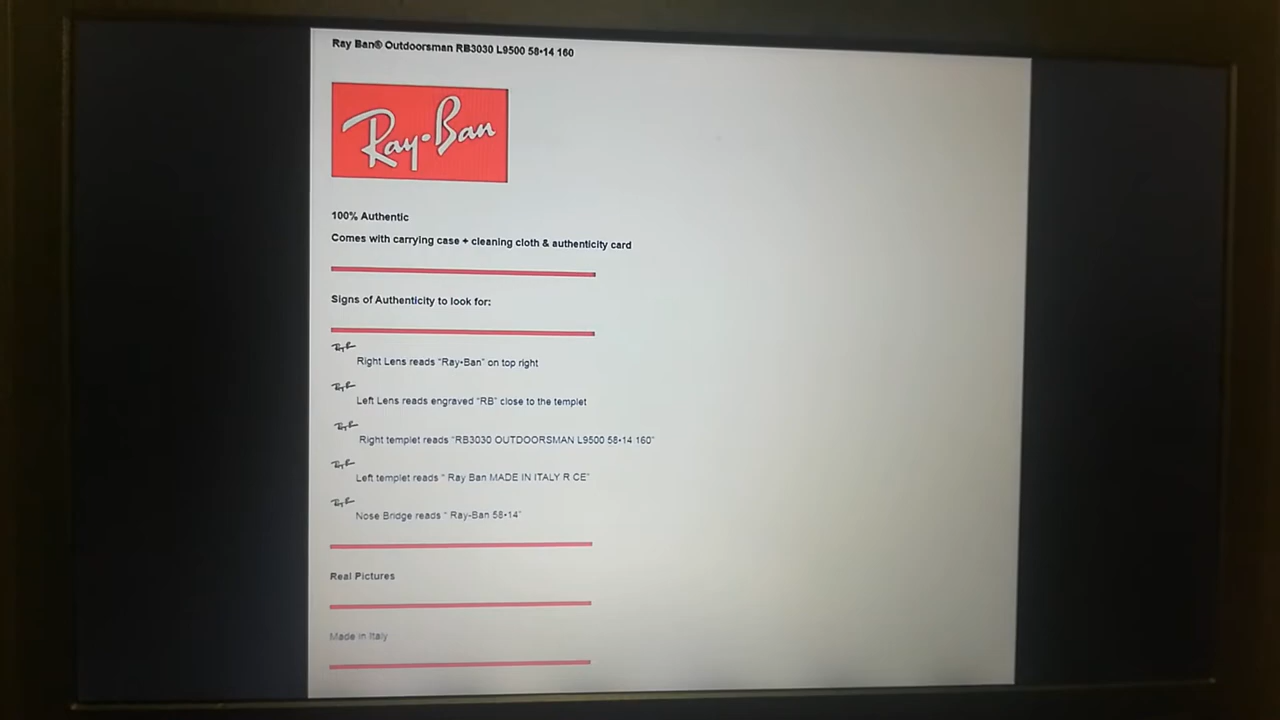 Ray Ban® Outdoorsman RB3030 L9500 58•14 160
Ray•Ban
100% Authentic
Comes with carrying case + cleaning cloth & authenticity card
Signs of Authenticity to look for:
Right Lens reads "Ray•Ban" on top right
Left Lens reads engraved "RB" close to the templet
Right templet reads "RB3030 OUTDOORSMAN L9500 58•14 160"
Left templet reads " Ray Ban MADE IN ITALY R CE"
Nose Bridge reads " Ray-Ban 58•14"
Real Pictures
Made in Italy